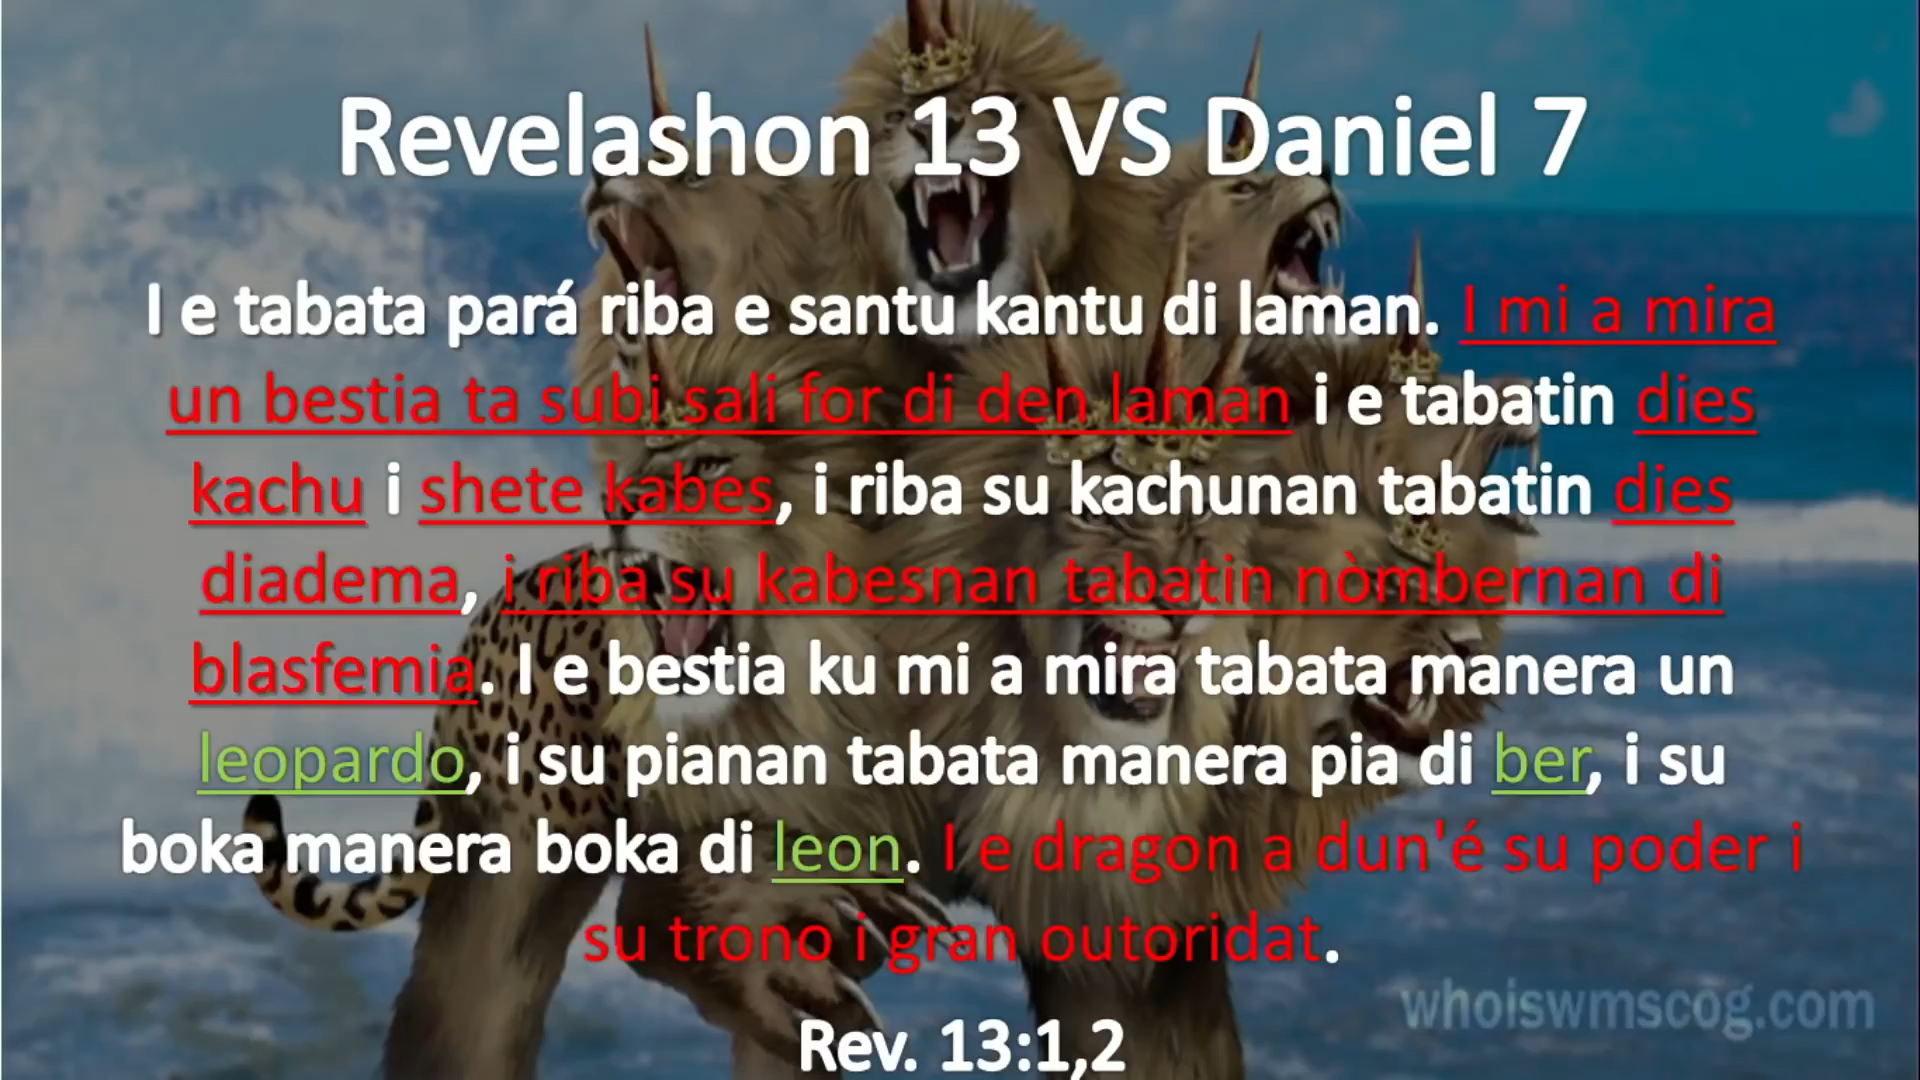 Revelashon 13 VS Daniel 7
I e tabata pará riba e santu kantu di laman. I mi a mira
un bestia ta subi sali for di den laman i e tabatin dies
kachu i shete kabes, i riba su kachunan tabatin dies
diadema, i riba su kabesnan tabatin nòmbernan di
blasfemia. I e bestia ku mi a mira tabata manera un
leopardo, i su pianan tabata manera pia di ber, i su
boka manera boka di leon. I e dragon a dun'é su poder i
su trono i gran outoridat.
whoiswmscog.com
Rev. 13:1,2